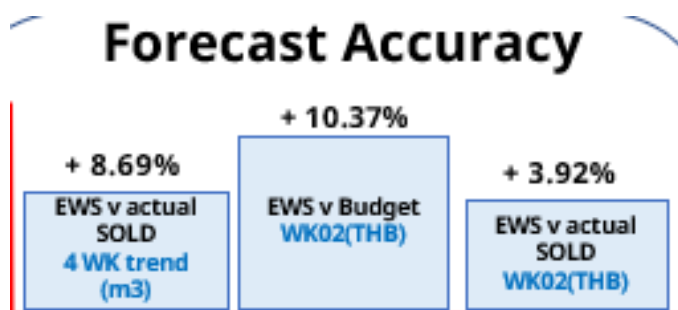 Forecast Accuracy
+ 8.69%
EWS v actual
SOLD
4 WK trend
(m3)
+ 10.37%
EWS v Budget
WK02(THB)
+ 3.92%
EWS v actual
SOLD
WK02(THB)